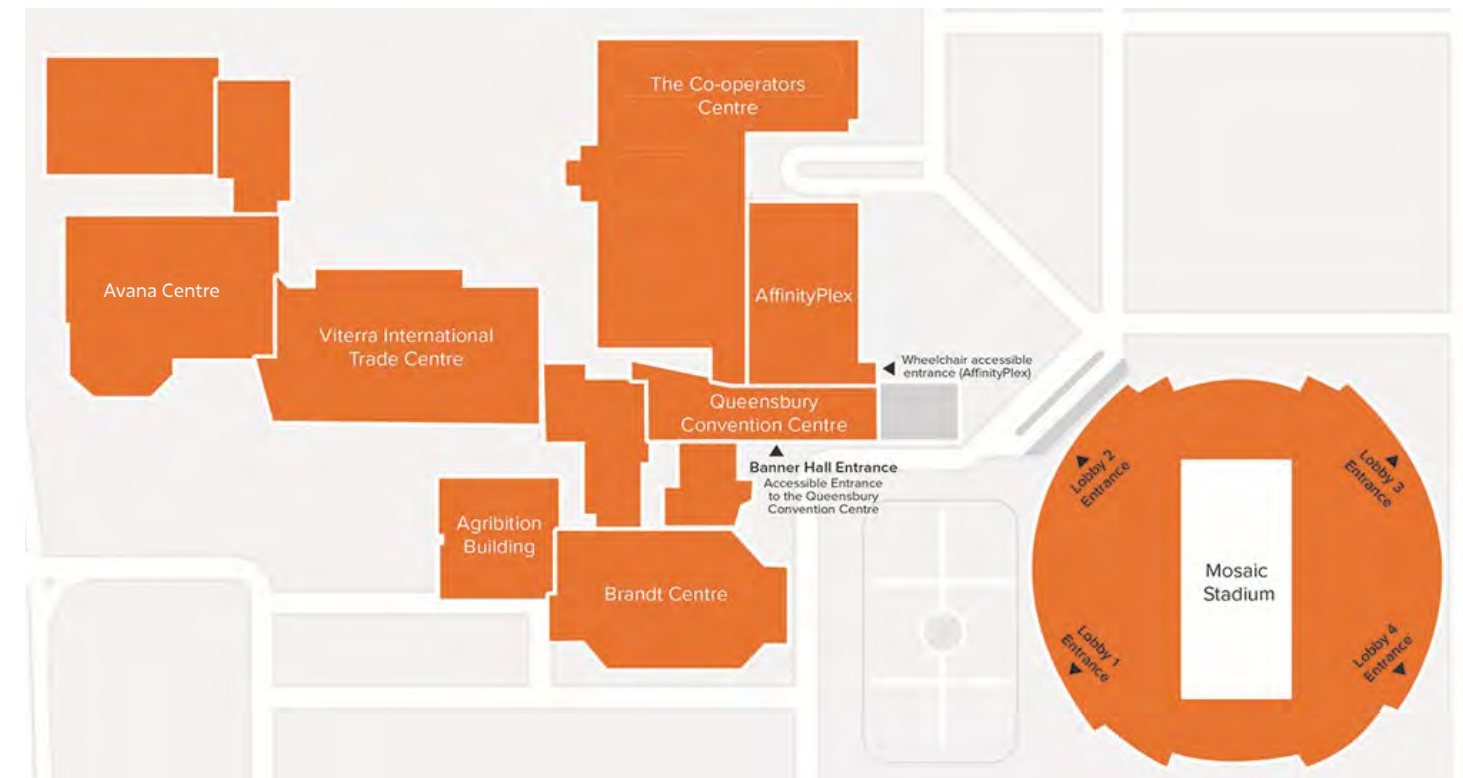 The Co-operators
Centre
Avana Centre
AffinityPlex
Viterra International
Trade Centre
Wheelchair accessible
entrance (AffinityPlex)
Queensbury
Convention Centre
Banner Hall Entrance
Accessible Entrance
to the Queensbury
Convention Centre
Lobby 2
Entrance
Lobby 3
Entrance
Agribition
Building
Mosaic
Stadium
Brandt Centre
Lobby 1
Entrance
Lobby 4
Entrance